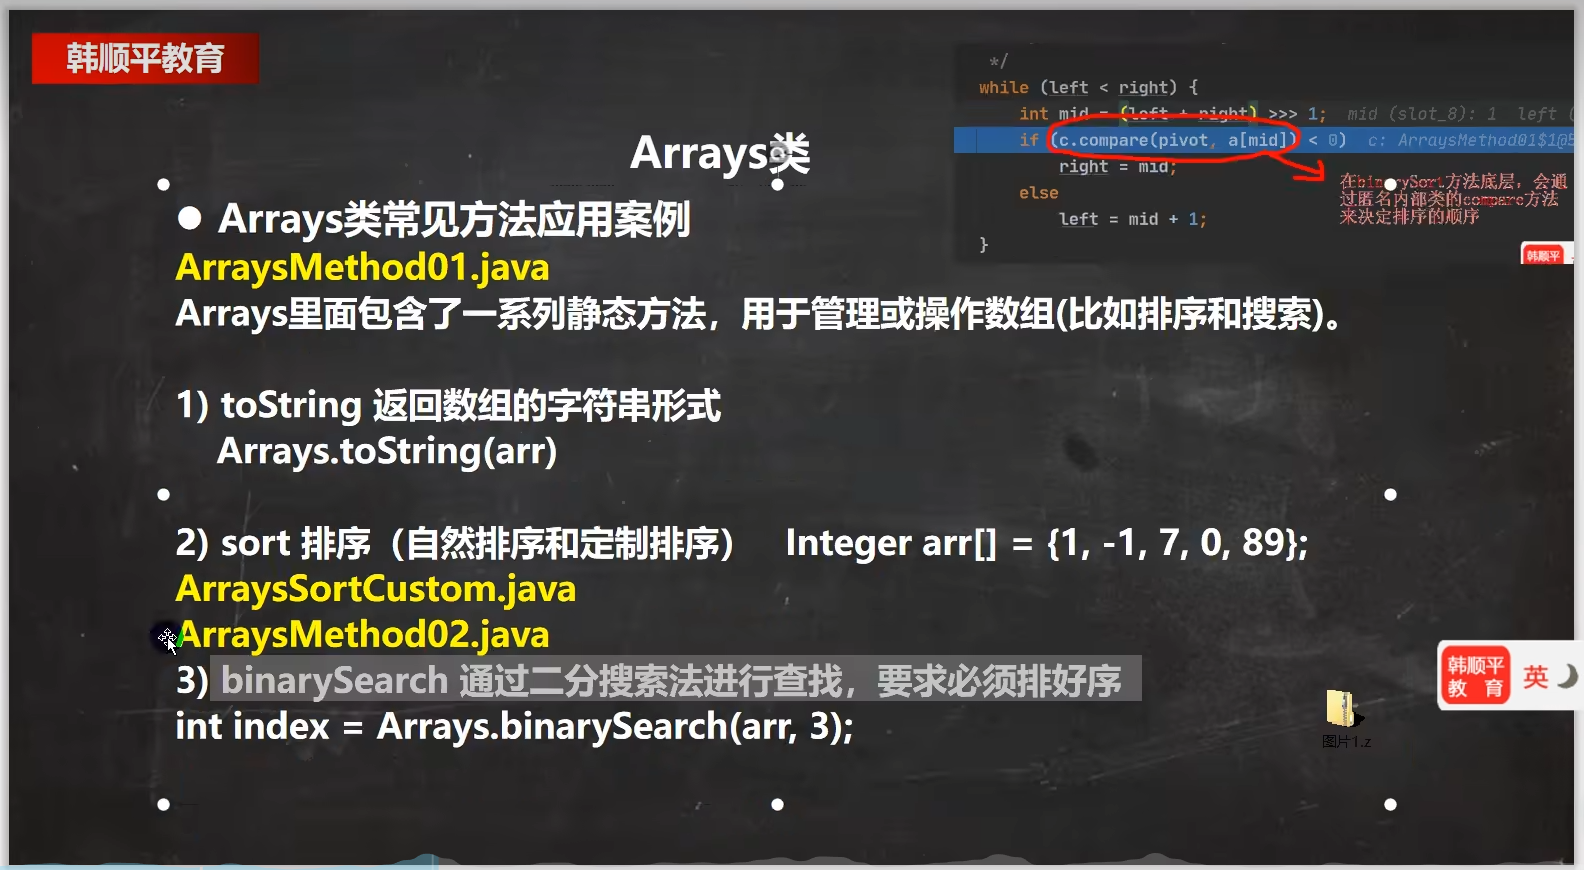 韩顺平教育
*/
while (left < right) {
int mid = (left + right) >>> 1; mid (slot_8): 1 left (
if (c.compare(pivot, a[mid]) < 0) c: ArraysMethod01$1@5
right = mid;
else
left = mid + 1;
}
在binarySort方法底层，会通
过匿名内部类的compare方法
来决定排序的顺序
韩顺平
Arrays类
● Arrays类常见方法应用案例
ArraysMethod01.java
Arrays里面包含了一系列静态方法，用于管理或操作数组(比如排序和搜索)。
1) toString 返回数组的字符串形式
Arrays.toString(arr)
2) sort 排序（自然排序和定制排序） Integer arr[] = {1, -1, 7, 0, 89};
ArraysSortCustom.java
ArraysMethod02.java
3) binarySearch 通过二分搜索法进行查找，要求必须排好序
int index = Arrays.binarySearch(arr, 3);
韩顺平
教 育
英
图片1.z